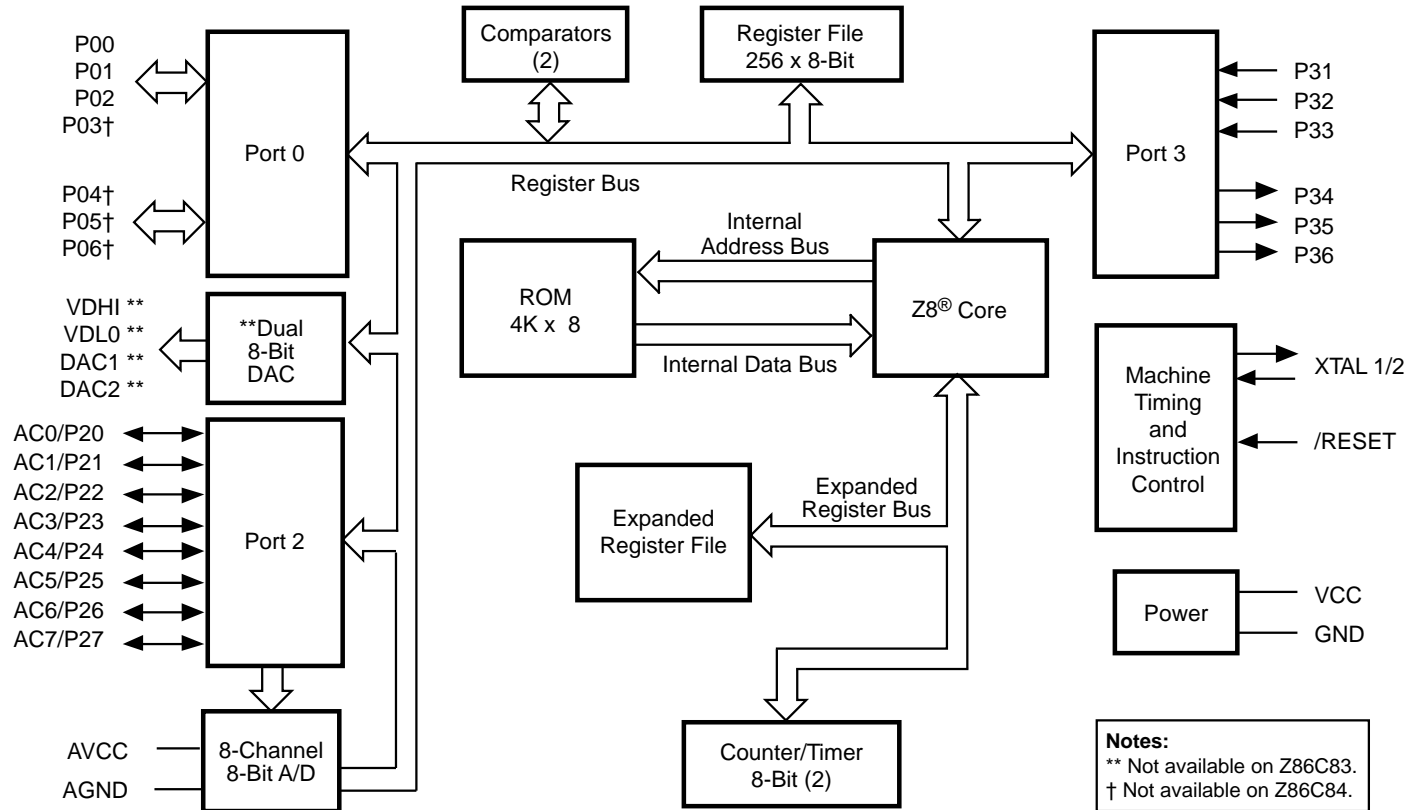 P00
P01
P02
P03†
P04†
P05†
P06†
Port 0
Comparators
(2)
Register File
256 x 8-Bit
Port 3
P31
P32
P33
P34
P35
P36
Register Bus
Internal
Address Bus
ROM
4K x 8
Z8® Core
Internal Data Bus
VDHI **
VDL0 **
DAC1 **
DAC2 **
**Dual
8-Bit
DAC
Machine
Timing
and
Instruction
Control
XTAL 1/2
/RESET
AC0/P20
AC1/P21
AC2/P22
AC3/P23
AC4/P24
AC5/P25
AC6/P26
AC7/P27
Port 2
Expanded
Register File
Expanded
Register Bus
Power
VCC
GND
AVCC
AGND
8-Channel
8-Bit A/D
Counter/Timer
8-Bit (2)
Notes:
** Not available on Z86C83.
† Not available on Z86C84.